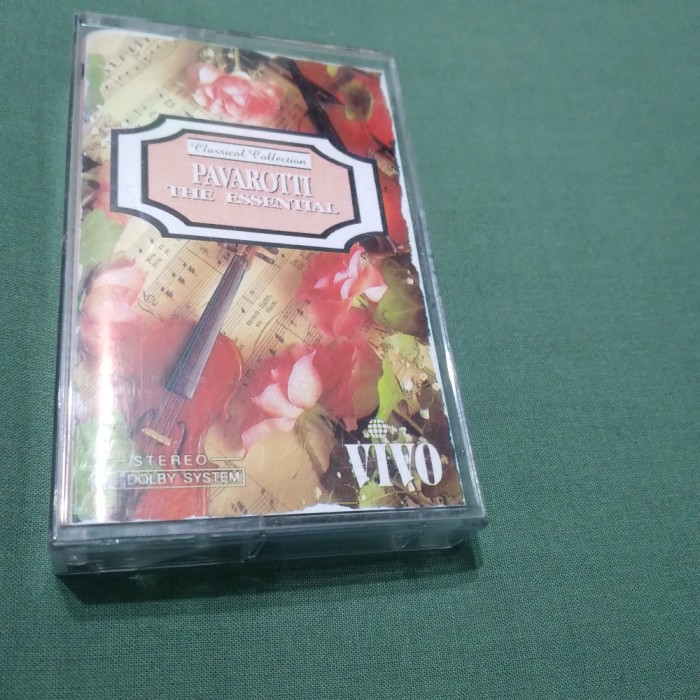 Classical Collection
PAVAROTTI
THE ESSENTIAL
STEREO
DOLBY SYSTEM
VIVO